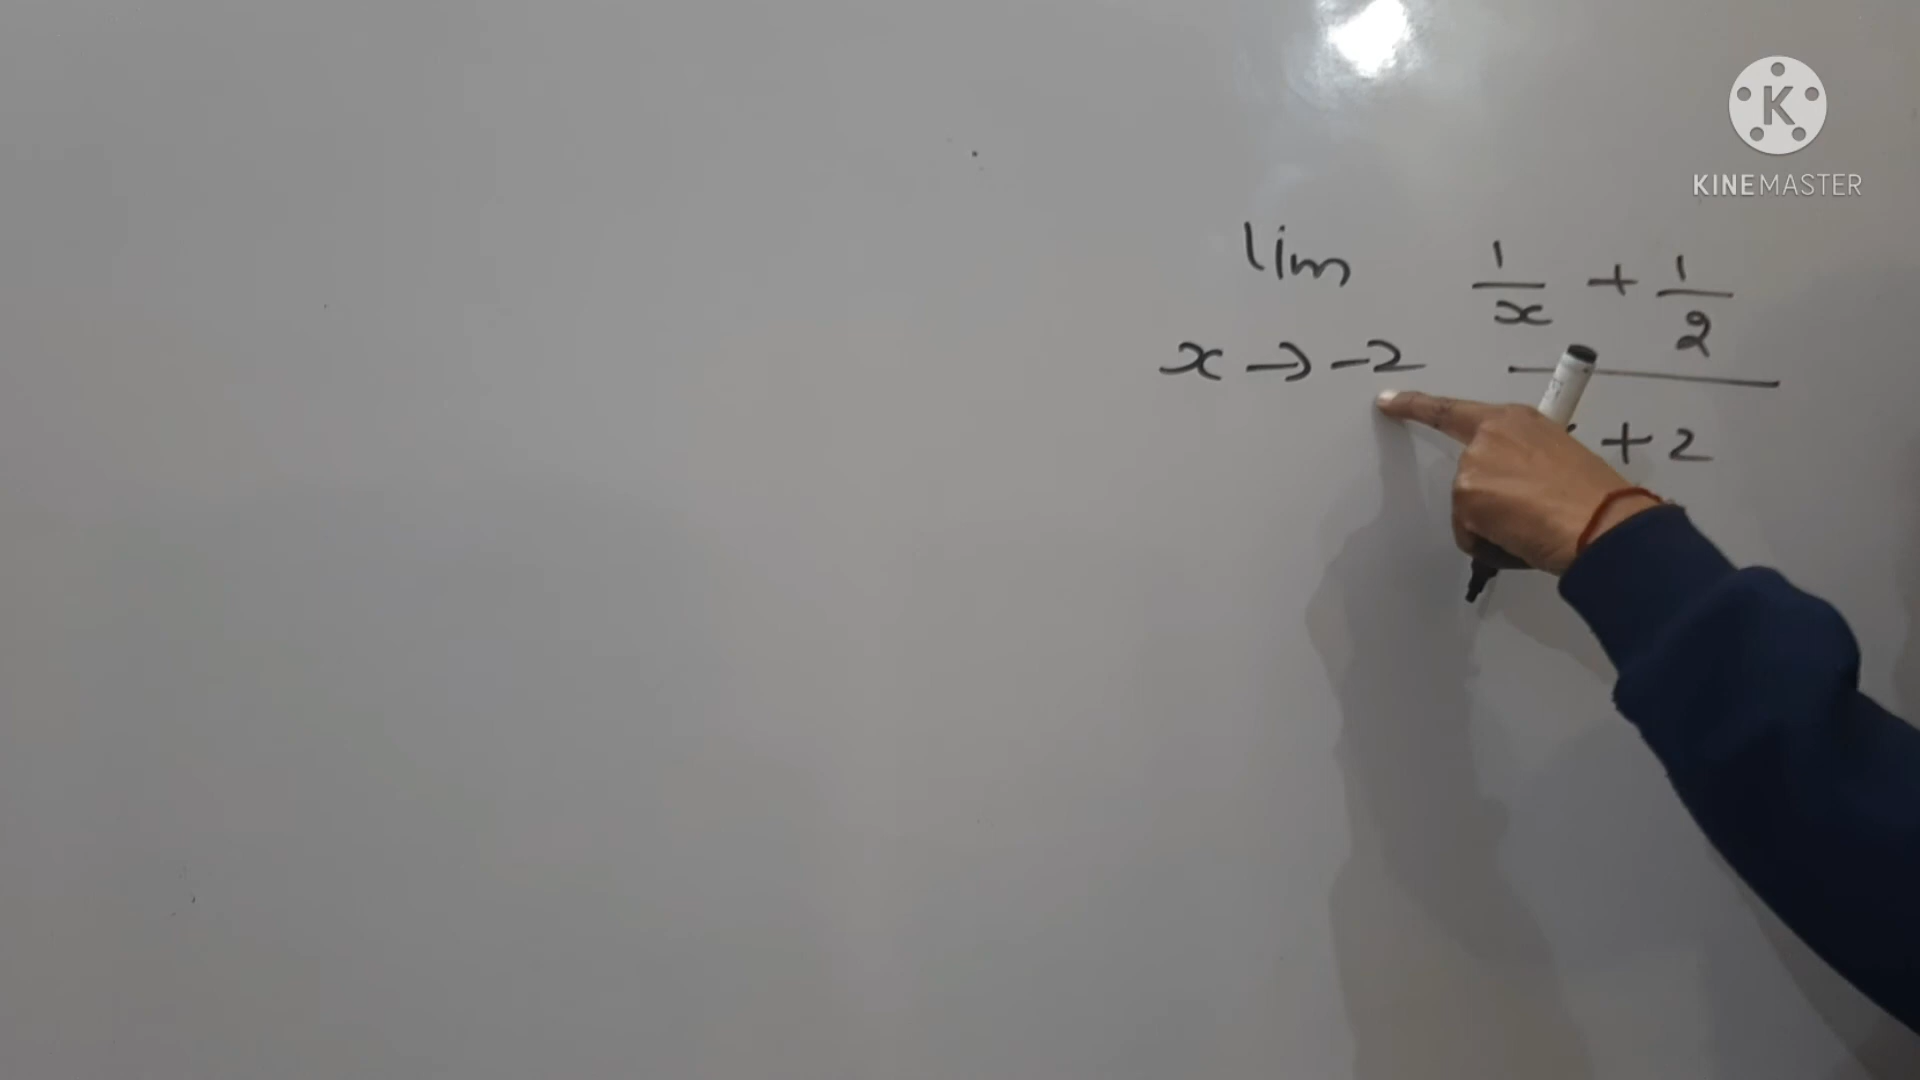 KINEMASTER
lim 1/x + 1/2
x → -2
+ 2